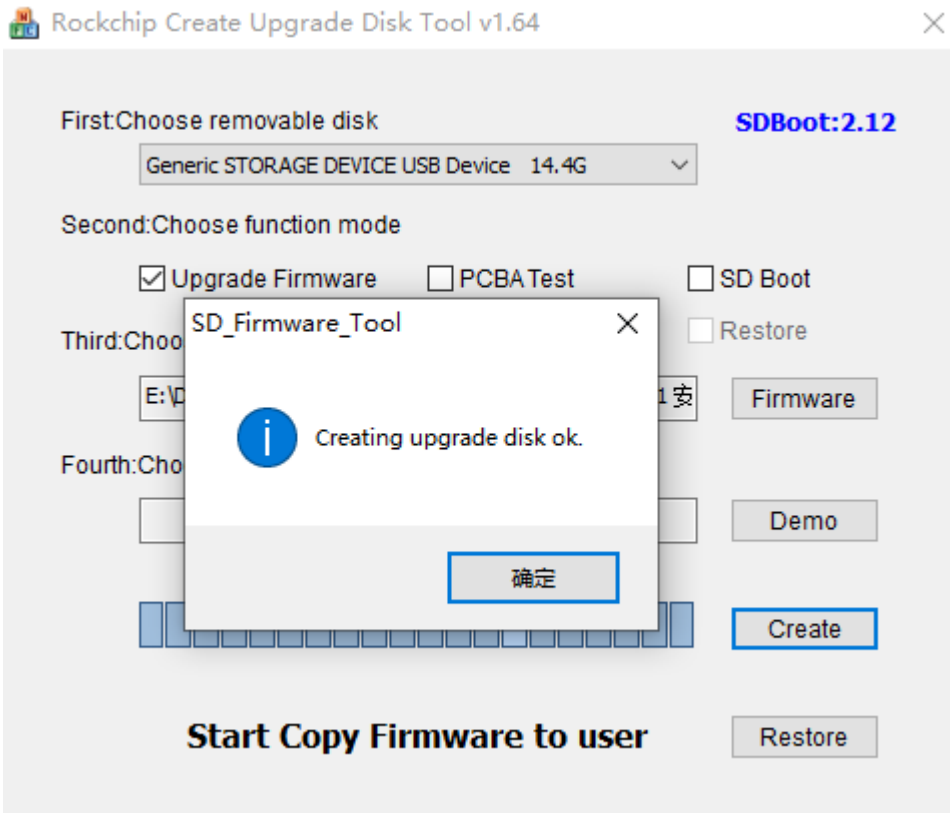 Rockchip Create Upgrade Disk Tool v1.64
First:Choose removable disk
SDBoot:2.12
Generic STORAGE DEVICE USB Device 14.4G
Second:Choose function mode
Upgrade Firmware
PCBA Test
SD Boot
SD_Firmware_Tool
Third:Choo
Restore
E:\D
1 安
Firmware
Creating upgrade disk ok.
Fourth:Cho
Demo
确定
Create
Start Copy Firmware to user
Restore